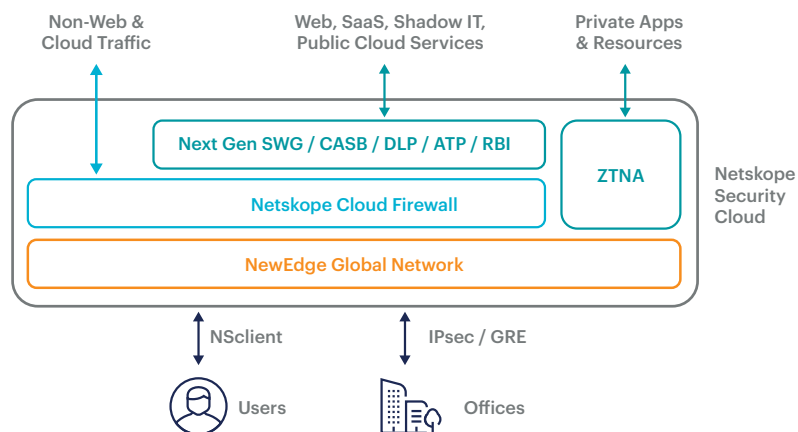 Non-Web &
Cloud Traffic
Web, SaaS, Shadow IT,
Public Cloud Services
Private Apps
& Resources
Next Gen SWG / CASB / DLP / ATP / RBI
ZTNA
Netskope Cloud Firewall
Netskope
Security
Cloud
NewEdge Global Network
NSclient
IPsec / GRE
Users
Offices